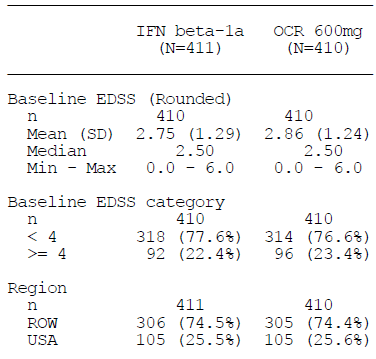 IFN beta-1a OCR 600mg
(N=411) (N=410)
Baseline EDSS (Rounded)
n 410 410
Mean (SD) 2.75 (1.29) 2.86 (1.24)
Median 2.50 2.50
Min - Max 0.0 - 6.0 0.0 - 6.0
Baseline EDSS category
n 410 410
< 4 318 (77.6%) 314 (76.6%)
>= 4 92 (22.4%) 96 (23.4%)
Region
n 411 410
ROW 306 (74.5%) 305 (74.4%)
USA 105 (25.5%) 105 (25.6%)